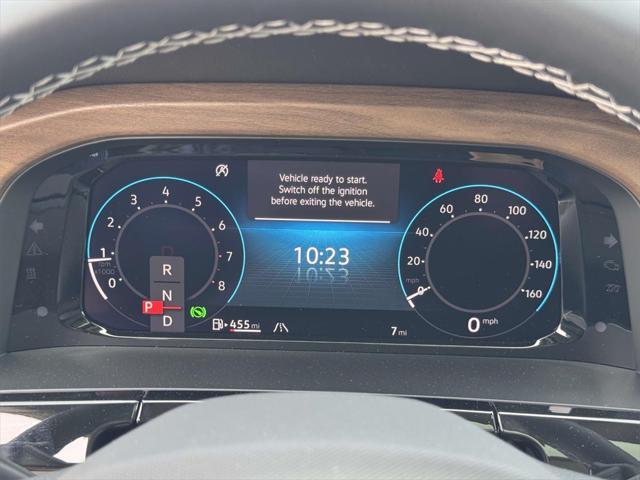 Vehicle ready to start.
Switch off the ignition
before exiting the vehicle.
10:23
0 1 2 3 4 5 6 7 8
rpm
x1000
R
N
P
D
455 mi
7 mi
0 20 40 60 80 100 120 140 160
0 mph